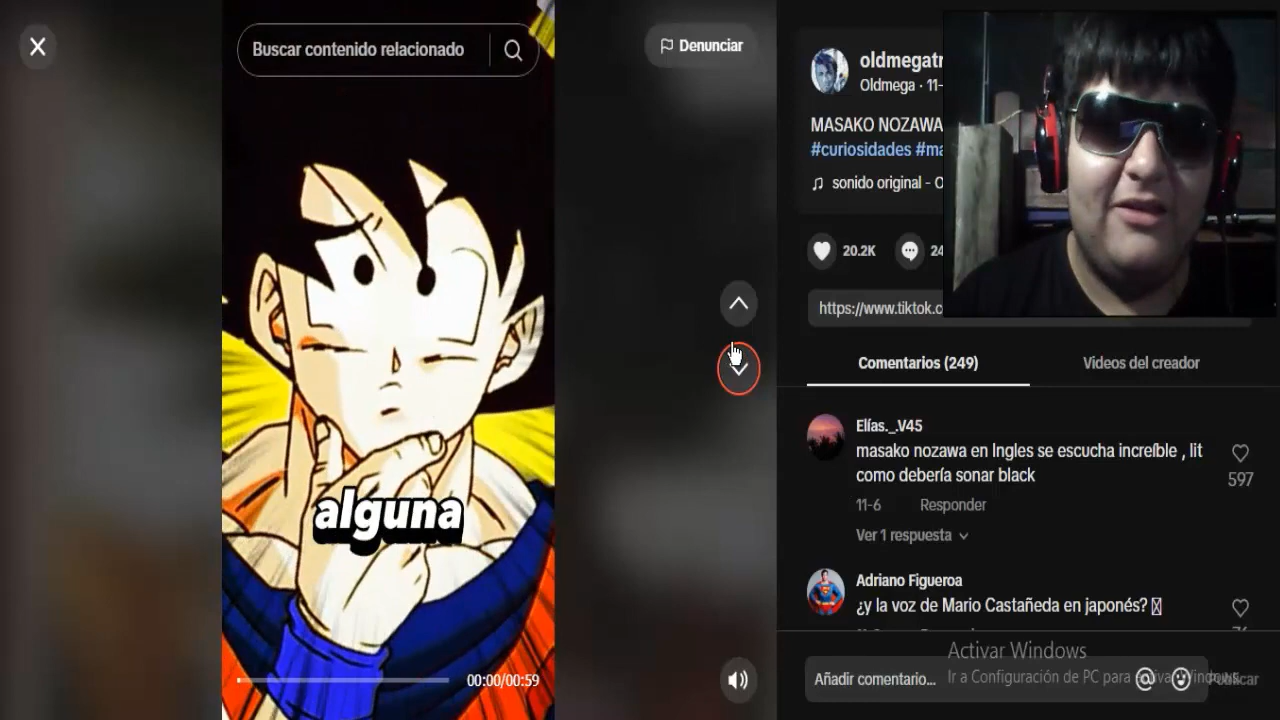 Buscar contenido relacionado
Denunciar
alguna
00:00/00:59
oldmegatr
Oldmega · 11-
MASAKO NOZAWA
#curiosidades #ma
sonido original - O
20.2K
24
https://www.tiktok.c
Comentarios (249)
Videos del creador
Elías._.V45
masako nozawa en Ingles se escucha increíble , lit
como debería sonar black
597
11-6
Responder
Ver 1 respuesta
Adriano Figueroa
¿y la voz de Mario Castañeda en japonés?
Activar Windows
Ir a Configuración de PC para activar Windows.
Añadir comentario...